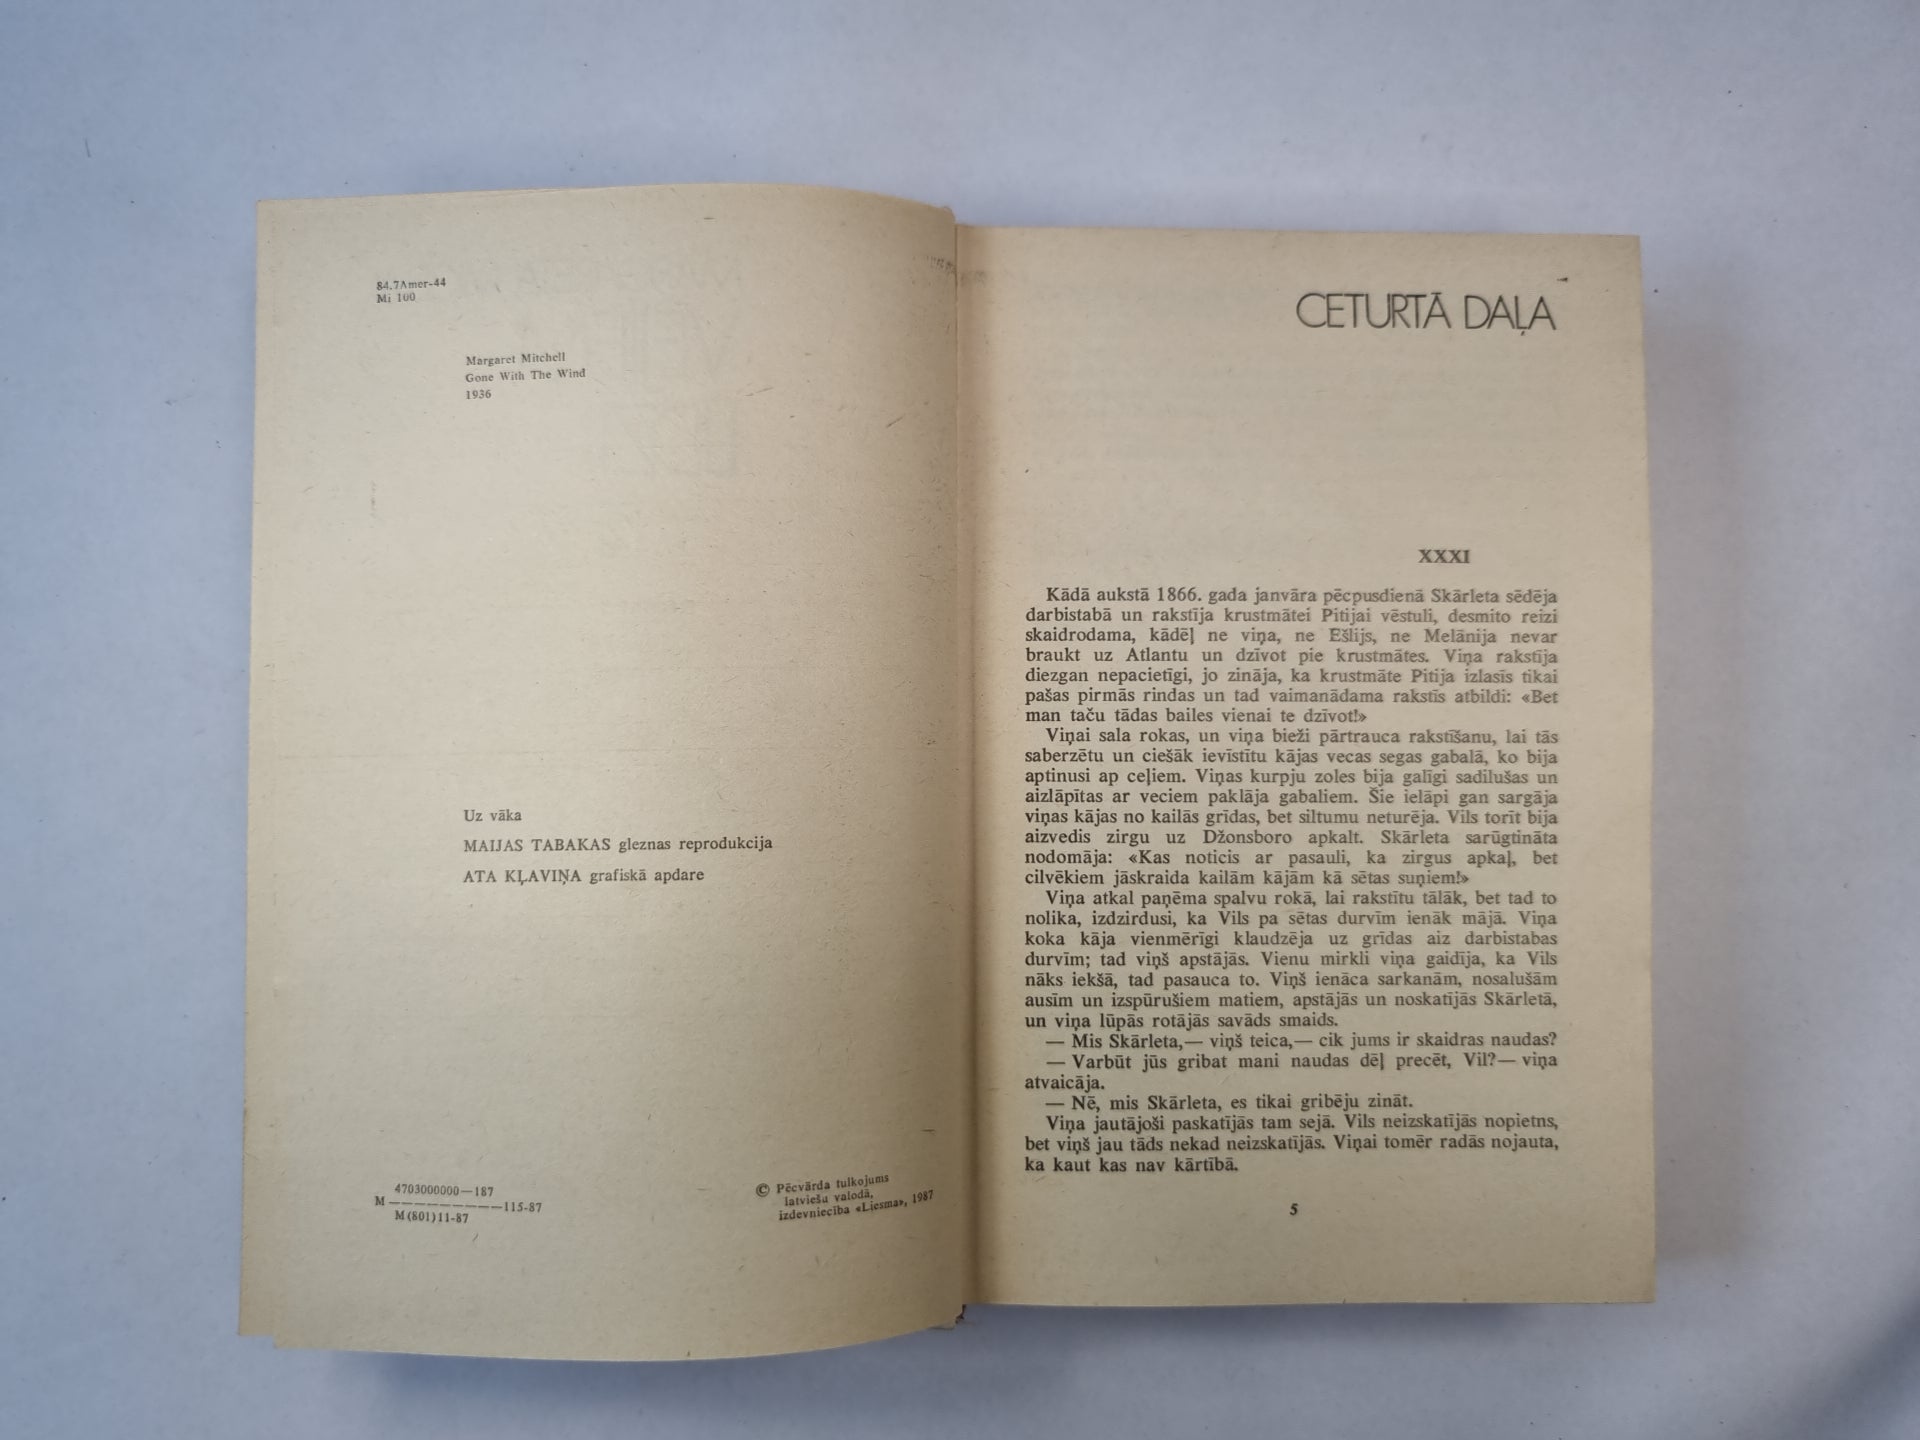 84.7Amer-44
Mi 100
Margaret Mitchell
Gone With The Wind
1936
Uz vāka
MAIJAS TABAKAS gleznas reprodukcija
ATA KĻAVIŅA grafiskā apdare
4703000000—187
M—————————115-87
M(801)11-87
© Pēcvārda tulkojums
latviešu valodā,
izdevniecība «Liesma», 1987
CETURTĀ DAĻA
XXXI
Kādā aukstā 1866. gada janvāra pēcpusdienā Skārleta sēdēja
darbistabā un rakstīja krustmātei Pitijai vēstuli, desmito reizi
skaidrodama, kādēļ ne viņa, ne Ešlijs, ne Melānija nevar
braukt uz Atlantu un dzīvot pie krustmātes. Viņa rakstīja
diezgan nepacietīgi, jo zināja, ka krustmāte Pitija izlasīs tikai
pašas pirmās rindas un tad vaimanādama rakstīs atbildi: «Bet
man taču tādas bailes vienai te dzīvot!»
Viņai sala rokas, un viņa bieži pārtrauca rakstīšanu, lai tās
saberzētu un ciešāk ievīstītu kājas vecas segas gabalā, ko bija
aptinusi ap ceļiem. Viņas kurpju zoles bija galīgi sadilušas un
aizlāpītas ar veciem paklāja gabaliem. Šie ielāpi gan sargāja
viņas kājas no kailās grīdas, bet siltumu neturēja. Vils torīt bija
aizvedis zirgu uz Džonsboro apkalt. Skārleta sarūgtināta
nodomāja: «Kas noticis ar pasauli, ka zirgus apkaļ, bet
cilvēkiem jāskraida kailām kājām kā sētas suņiem!»
Viņa atkal paņēma spalvu rokā, lai rakstītu tālāk, bet tad to
nolika, izdzirdusi, ka Vils pa sētas durvīm ienāk mājā. Viņa
koka kāja vienmērīgi klaudzēja uz grīdas aiz darbistabas
durvīm; tad viņš apstājās. Vienu mirkli viņa gaidīja, ka Vils
nāks iekšā, tad pasauca to. Viņš ienāca sarkanām, nosalušām
ausīm un izspūrušiem matiem, apstājās un noskatījās Skārletā,
un viņa lūpās rotājās savāds smaids.
— Mis Skārleta,— viņš teica,— cik jums ir skaidras naudas?
— Varbūt jūs gribat mani naudas dēļ precēt, Vil?— viņa
atvaicāja.
— Nē, mis Skārleta, es tikai gribēju zināt.
Viņa jautājoši paskatījās tam sejā. Vils neizskatījās nopietns,
bet viņš jau tāds nekad neizskatījās. Viņai tomēr radās nojauta,
ka kaut kas nav kārtībā.
5